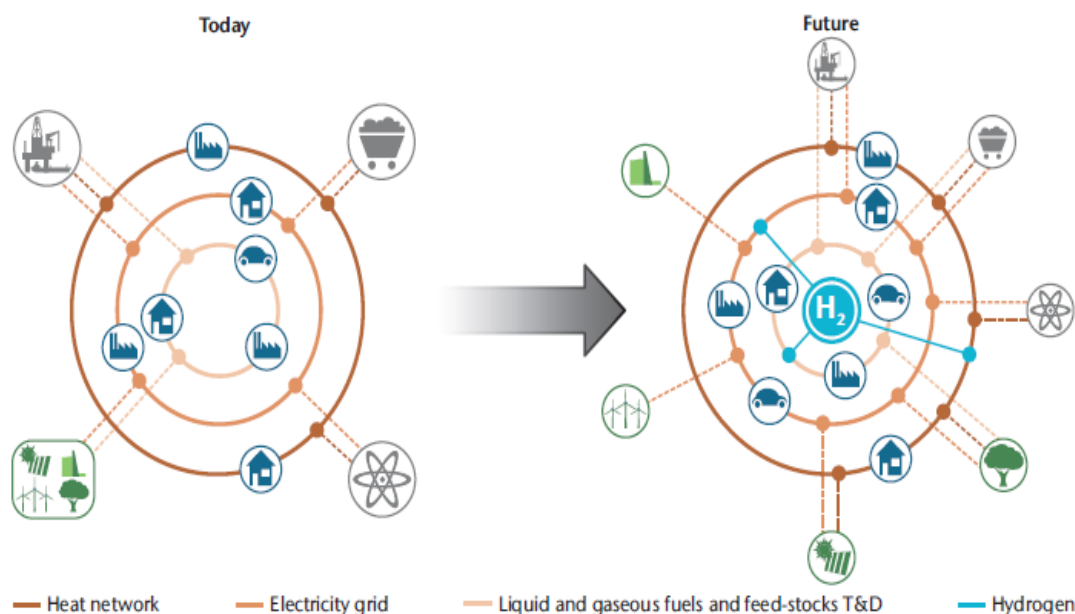 Today
Future
H2
Heat network
Electricity grid
Liquid and gaseous fuels and feed-stocks T&D
Hydrogen